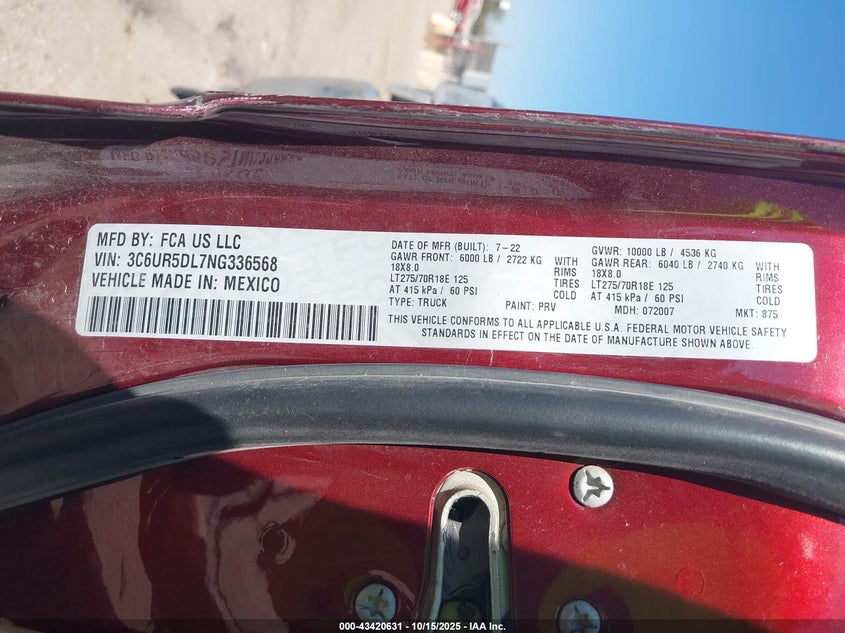 MFD BY: FCA US LLC
VIN: 3C6UR5DL7NG336568
VEHICLE MADE IN: MEXICO
DATE OF MFR (BUILT): 7-22
GAWR FRONT: 6000 LB / 2722 KG WITH
18X8.0 RIMS
LT275/70R18E 125 TIRES
AT 415 kPa / 60 PSI COLD
TYPE: TRUCK PAINT: PRV
GVWR: 10000 LB / 4536 KG
GAWR REAR: 6040 LB / 2740 KG WITH
18X8.0 RIMS
LT275/70R18E 125 TIRES
AT 415 kPa / 60 PSI COLD
MDH: 072007 MKT: 875
THIS VEHICLE CONFORMS TO ALL APPLICABLE U.S.A. FEDERAL MOTOR VEHICLE SAFETY
STANDARDS IN EFFECT ON THE DATE OF MANUFACTURE SHOWN ABOVE.
000-43420631 - 10/15/2025 - IAA Inc.